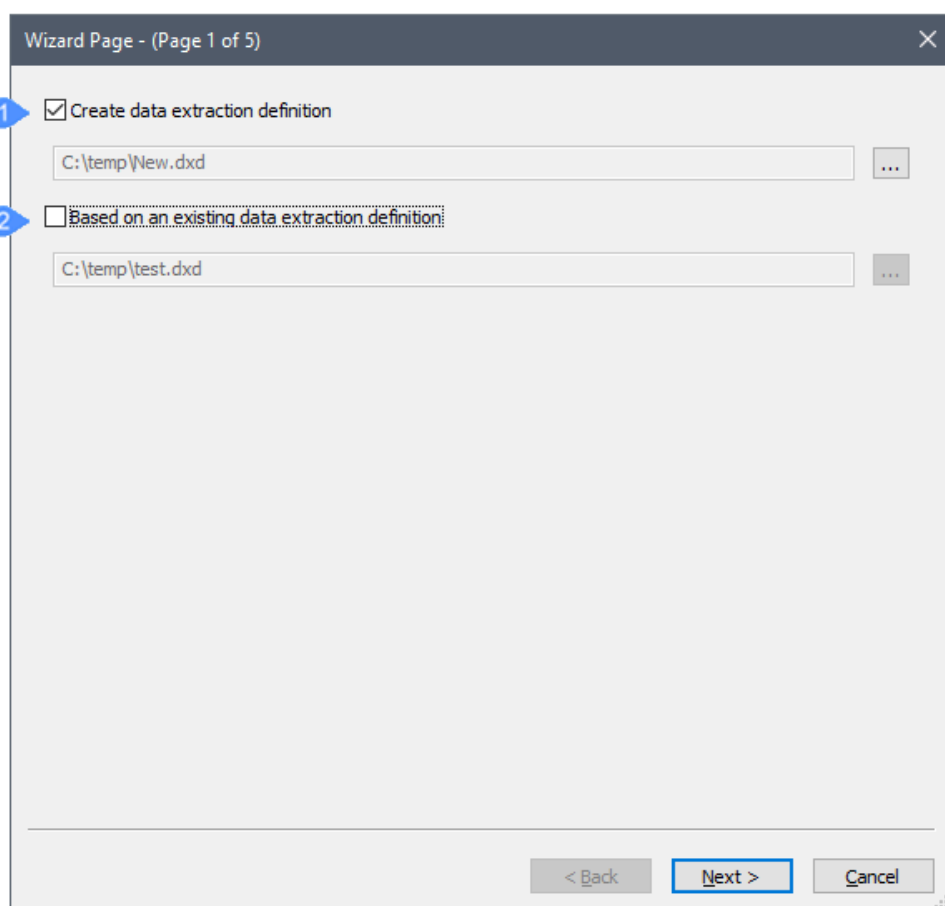 Wizard Page - (Page 1 of 5)
1
Create data extraction definition
C:\temp\New.dxd
...
2
Based on an existing data extraction definition
C:\temp\test.dxd
...
< Back
Next >
Cancel